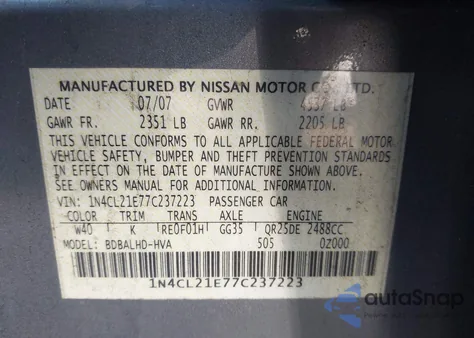 MANUFACTURED BY NISSAN MOTOR CO., LTD.
DATE 07/07 GVWR 4537 LB
GAWR FR. 2351 LB GAWR RR. 2205 LB
THIS VEHICLE CONFORMS TO ALL APPLICABLE FEDERAL MOTOR
VEHICLE SAFETY, BUMPER AND THEFT PREVENTION STANDARDS
IN EFFECT ON THE DATE OF MANUFACTURE SHOWN ABOVE.
SEE OWNERS MANUAL FOR ADDITIONAL INFORMATION.
VIN: 1N4CL21E77C237223 PASSENGER CAR
COLOR TRIM TRANS AXLE ENGINE
W40 K RE0F01H GG35 QR25DE 2488CC
MODEL: BDBALHD-HVA 505 0Z000
1N4CL21E77C237223
autoSnap